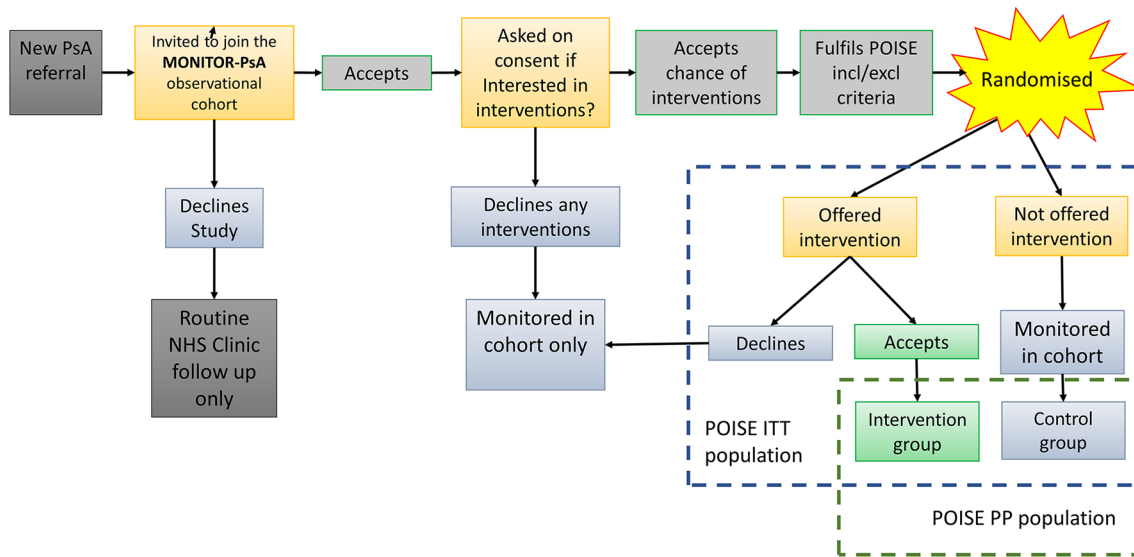 New PsA
referral
Invited to join the
MONITOR-PsA
observational
cohort
Accepts
Asked on
consent if
Interested in
interventions?
Accepts
chance of
interventions
Fulfils POISE
incl/excl
criteria
Randomised
Declines
Study
Declines any
interventions
Offered
intervention
Not offered
intervention
Routine
NHS Clinic
follow up
only
Monitored in
cohort only
Declines
Accepts
Monitored
in cohort
POISE ITT
population
Intervention
group
Control
group
POISE PP population